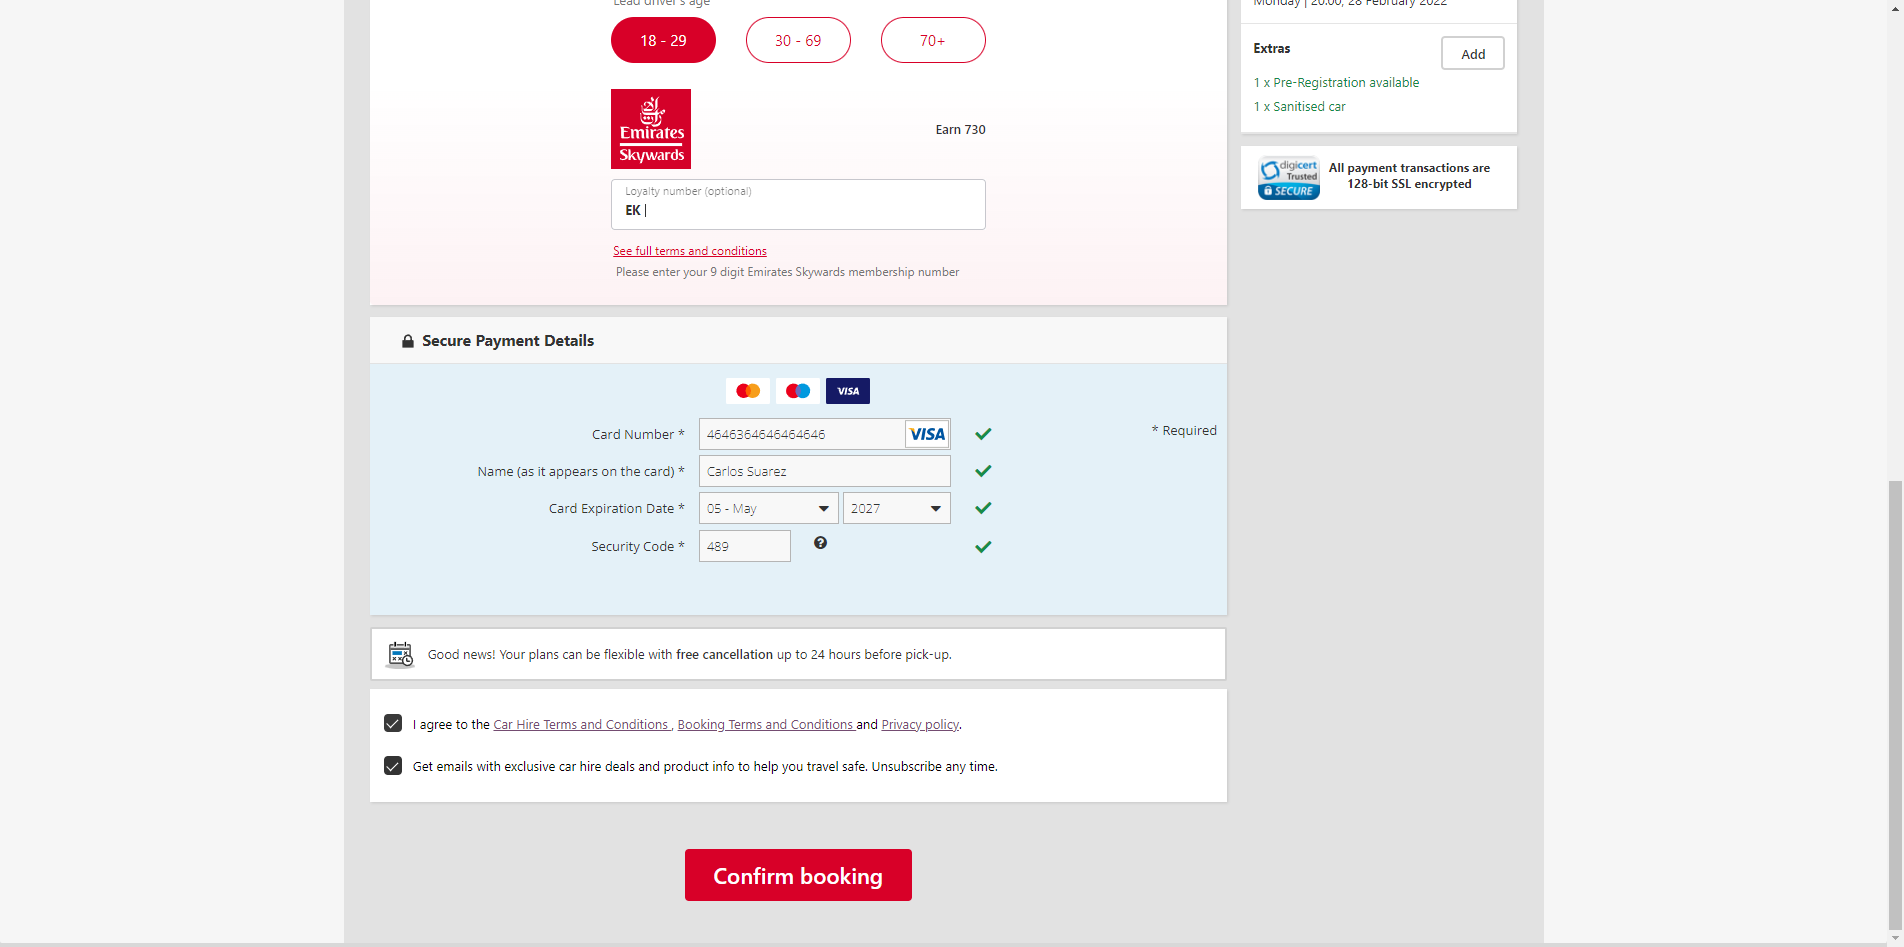 Lead driver's age
18 - 29
30 - 69
70+
Emirates
Skywards
Earn 730
Loyalty number (optional)
EK
See full terms and conditions
Please enter your 9 digit Emirates Skywards membership number
Secure Payment Details
VISA
Card Number *
4646364646464646
VISA
* Required
Name (as it appears on the card) *
Carlos Suarez
Card Expiration Date *
05 - May
2027
Security Code *
489
?
Good news! Your plans can be flexible with free cancellation up to 24 hours before pick-up.
I agree to the Car Hire Terms and Conditions , Booking Terms and Conditions and Privacy policy.
Get emails with exclusive car hire deals and product info to help you travel safe. Unsubscribe any time.
Confirm booking
Monday | 20:00, 28 February 2022
Extras
Add
1 x Pre-Registration available
1 x Sanitised car
digicert
Trusted
SECURE
All payment transactions are
128-bit SSL encrypted